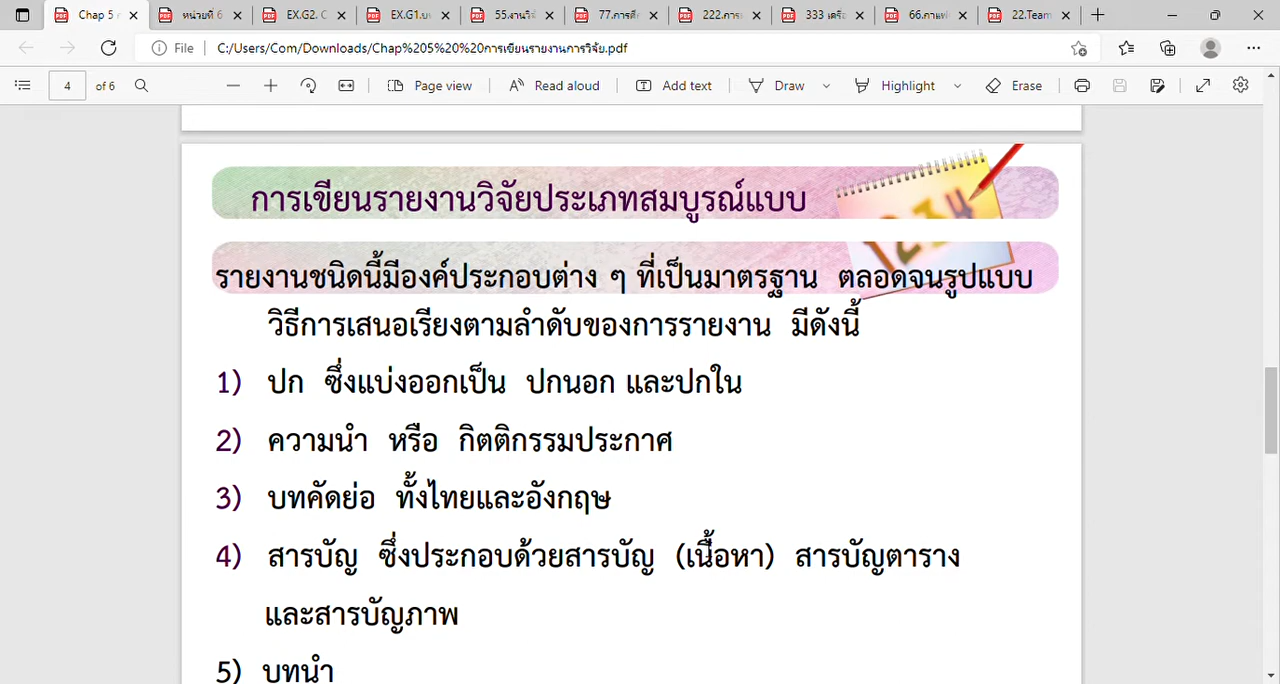 Chap 5 ก
หน่วยที่ 6
EX.G2. C
EX.G1.บท
55.งานวิจั
77.การศึก
222.การ
333 เครื่อ
66.กาแฟ
22.Team
File
C:/Users/Com/Downloads/Chap%205%20%20การเขียนรายงานการวิจัย.pdf
4 of 6
Page view
Read aloud
Add text
Draw
Highlight
Erase
การเขียนรายงานวิจัยประเภทสมบูรณ์แบบ
1234
รายงานชนิดนี้มีองค์ประกอบต่าง ๆ ที่เป็นมาตรฐาน ตลอดจนรูปแบบ
วิธีการเสนอเรียงตามลำดับของการรายงาน มีดังนี้
1) ปก ซึ่งแบ่งออกเป็น ปกนอก และปกใน
2) ความนำ หรือ กิตติกรรมประกาศ
3) บทคัดย่อ ทั้งไทยและอังกฤษ
4) สารบัญ ซึ่งประกอบด้วยสารบัญ (เนื้อหา) สารบัญตาราง
และสารบัญภาพ
5) บทนำ